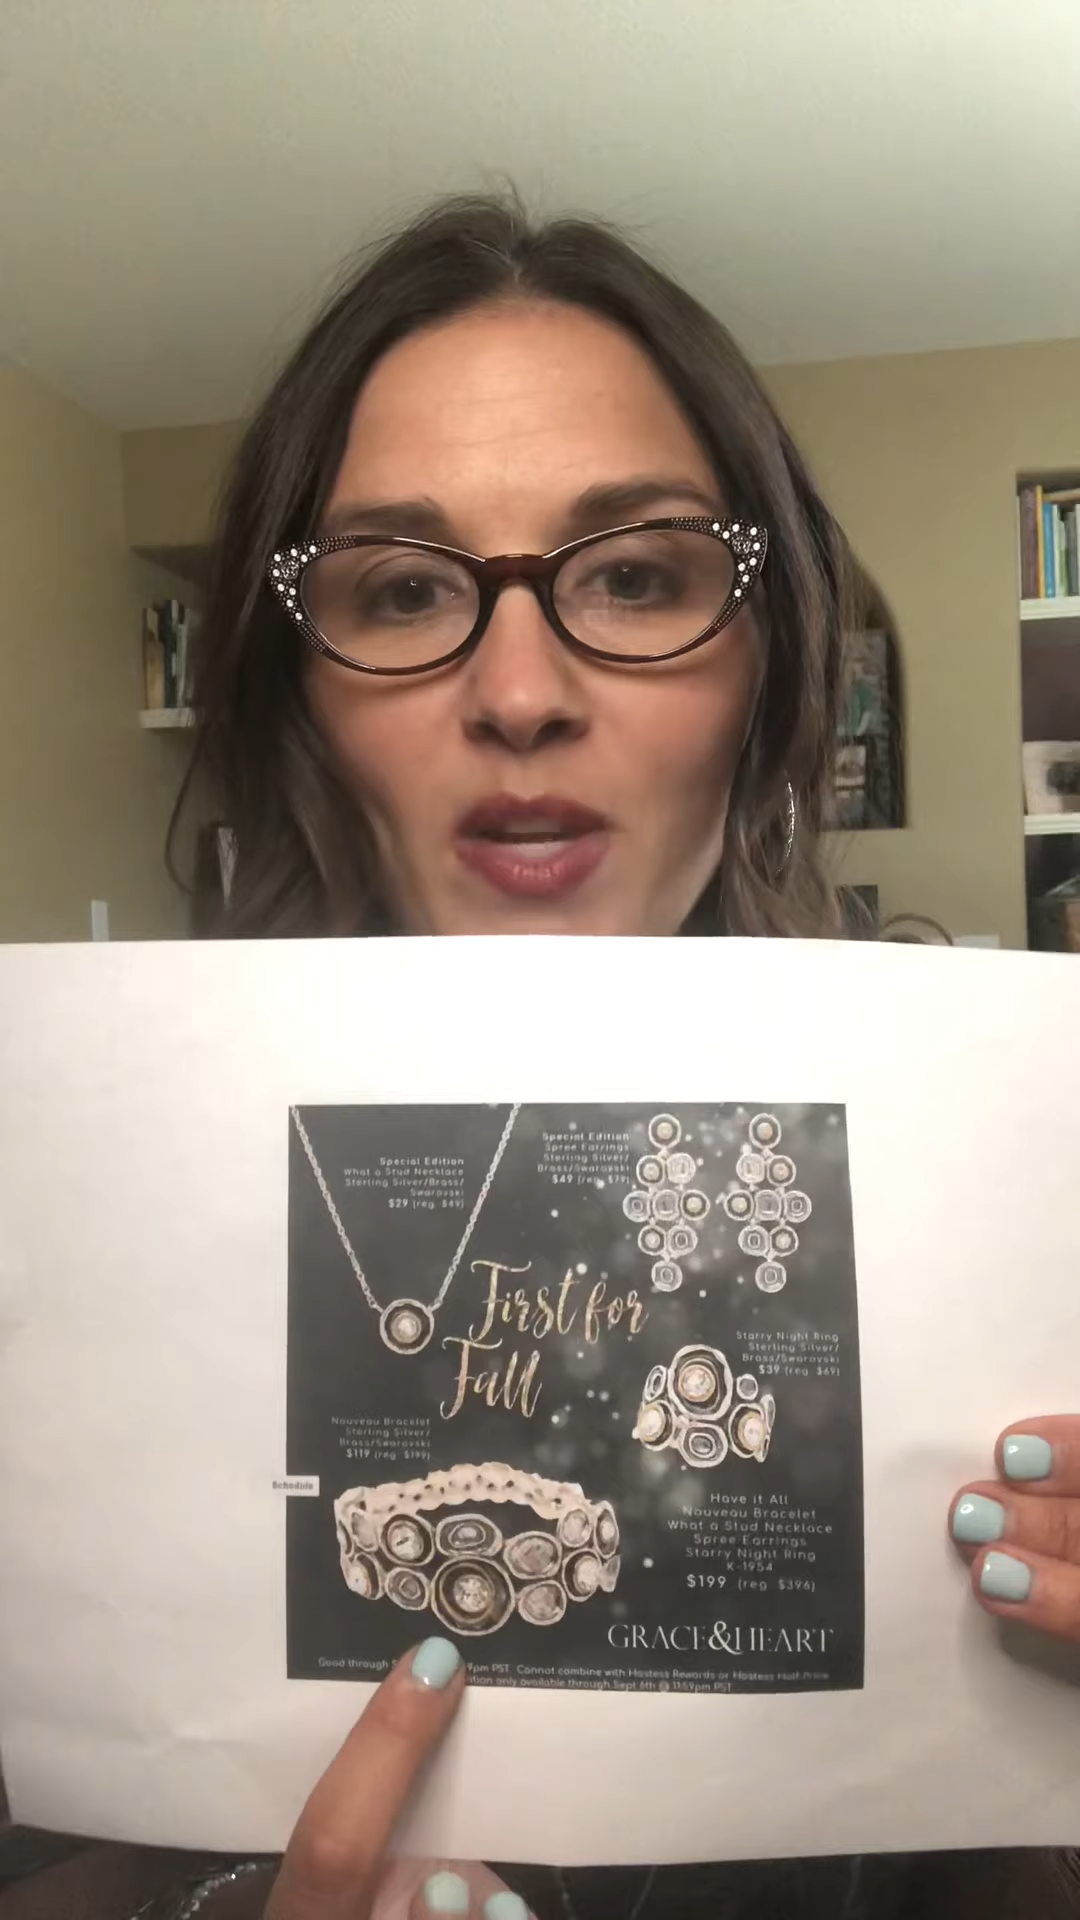 Special Edition
What a Stud Necklace
Sterling Silver/Brass/
Swarovski
$29 (reg. $49)
Special Edition
Spree Earrings
Sterling Silver/
Brass/Swarovski
$49 (reg. $79)
First for
Fall
Starry Night Ring
Sterling Silver/
Brass/Swarovski
$39 (reg. $69)
Nouveau Bracelet
Sterling Silver/
Brass/Swarovski
$119 (reg. $199)
Schedule
Have it All
Nouveau Bracelet
What a Stud Necklace
Spree Earrings
Starry Night Ring
K-1954
$199 (reg. $396)
GRACE&HEART
Good through 9pm PST. Cannot combine with Hostess Rewards or Hostess Half Price
only available through Sept 6th @ 11:59pm PST